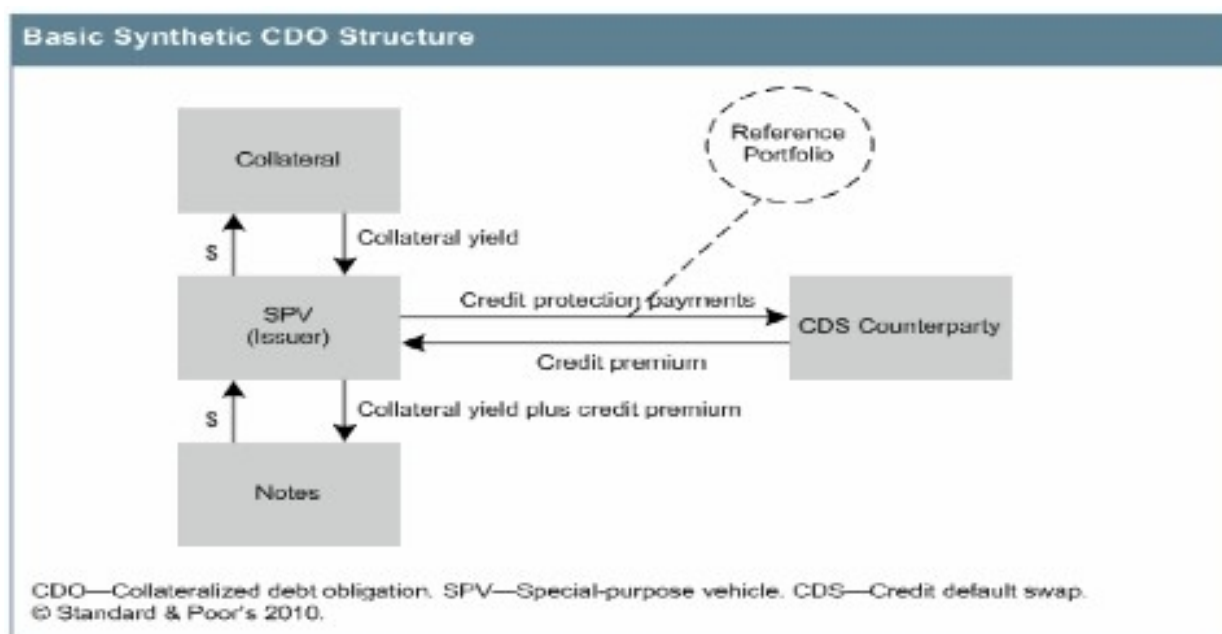 Basic Synthetic CDO Structure
Reference
Portfolio
Collateral
Collateral yield
$
Credit protection payments
SPV
(Issuer)
CDS Counterparty
Credit premium
Collateral yield plus credit premium
$
Notes
CDO—Collateralized debt obligation. SPV—Special-purpose vehicle. CDS—Credit default swap.
© Standard & Poor's 2010.